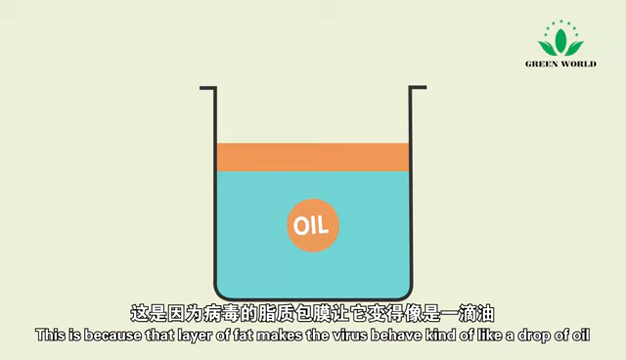 GREEN WORLD
OIL
这是因为病毒的脂质包膜让它变得像是一滴油
This is because that layer of fat makes the virus behave kind of like a drop of oil